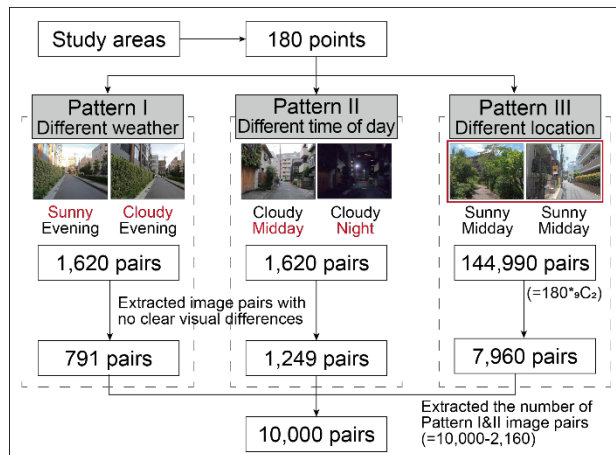 Study areas
180 points
Pattern I
Different weather
Pattern II
Different time of day
Pattern III
Different location
Sunny
Evening
Cloudy
Evening
Cloudy
Midday
Cloudy
Night
Sunny
Midday
Sunny
Midday
1,620 pairs
1,620 pairs
144,990 pairs
(=180*₉C₂)
Extracted image pairs with
no clear visual differences
791 pairs
1,249 pairs
7,960 pairs
Extracted the number of
Pattern I&II image pairs
(=10,000-2,160)
10,000 pairs